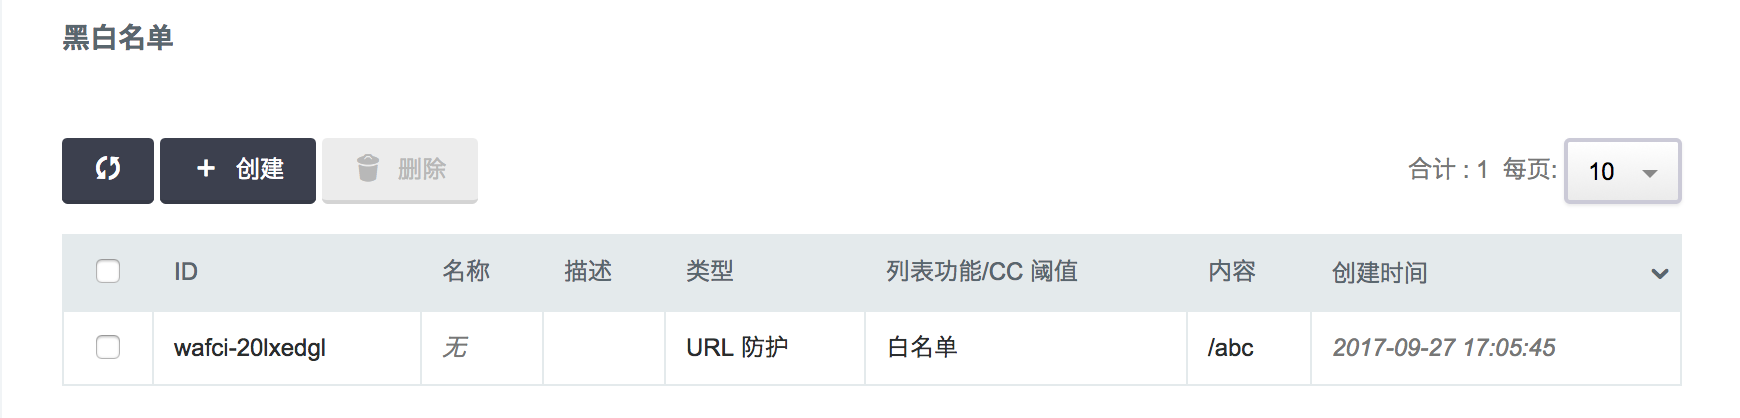 黑白名单
+ 创建 删除 合计 : 1 每页: 10
ID 名称 描述 类型 列表功能/CC 阈值 内容 创建时间
wafci-20lxedgl 无 URL 防护 白名单 /abc 2017-09-27 17:05:45